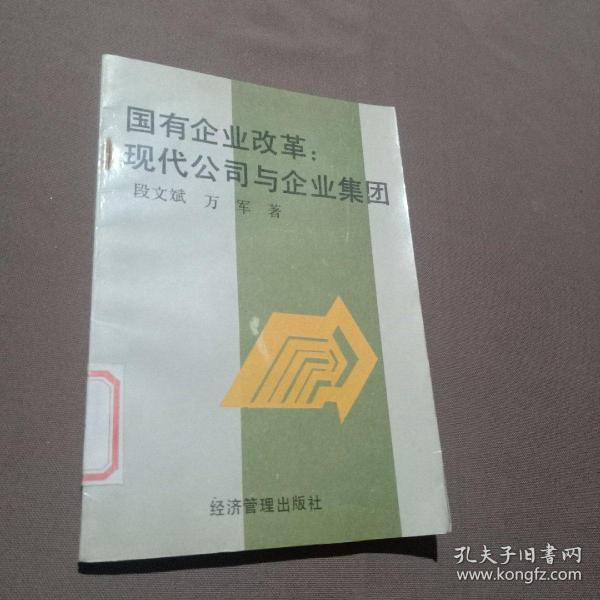 国有企业改革：
现代公司与企业集团
段文斌 万 军 著
经济管理出版社
孔夫子旧书网
www.kongfz.com